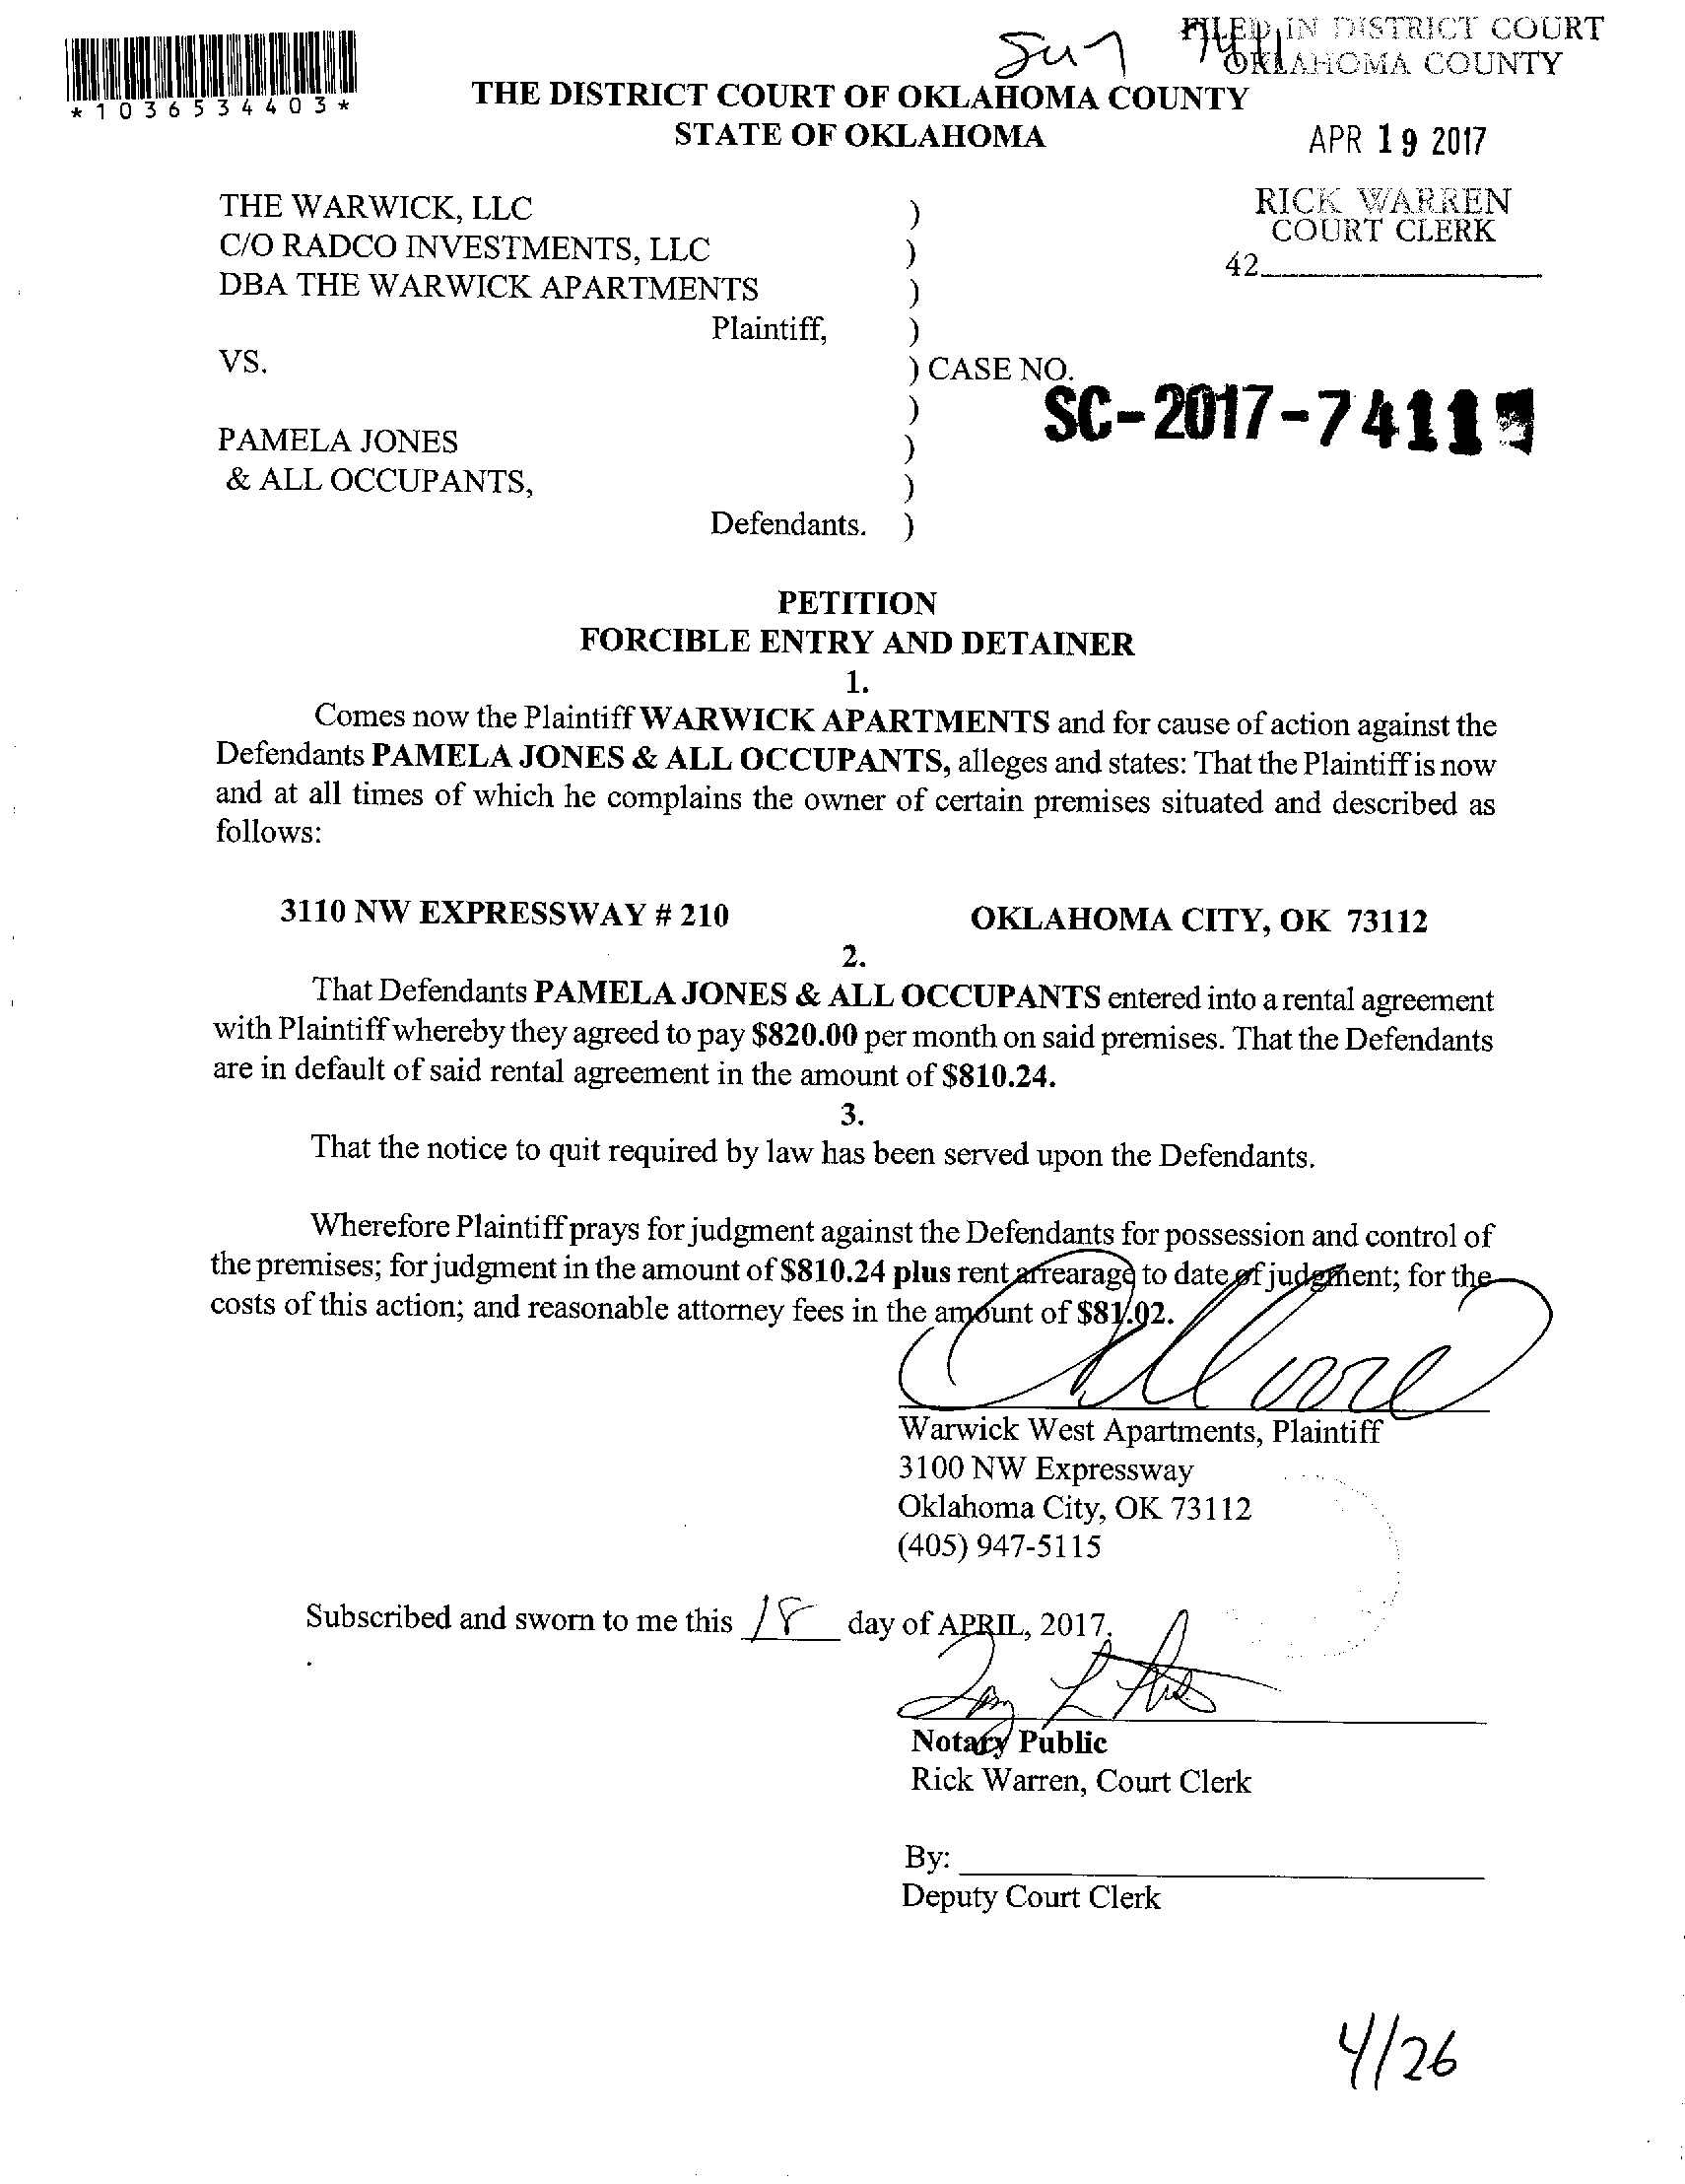 FILED IN DISTRICT COURT
OKLAHOMA COUNTY
*1036534403*
THE DISTRICT COURT OF OKLAHOMA COUNTY
STATE OF OKLAHOMA
APR 19 2017
RICK WARREN
COURT CLERK
42
THE WARWICK, LLC )
C/O RADCO INVESTMENTS, LLC )
DBA THE WARWICK APARTMENTS )
Plaintiff, )
VS. ) CASE NO.
)
SC-2017-7411
PAMELA JONES )
& ALL OCCUPANTS, )
Defendants. )
PETITION
FORCIBLE ENTRY AND DETAINER
1.
Comes now the Plaintiff WARWICK APARTMENTS and for cause of action against the
Defendants PAMELA JONES & ALL OCCUPANTS, alleges and states: That the Plaintiff is now
and at all times of which he complains the owner of certain premises situated and described as
follows:
3110 NW EXPRESSWAY # 210 OKLAHOMA CITY, OK 73112
2.
That Defendants PAMELA JONES & ALL OCCUPANTS entered into a rental agreement
with Plaintiff whereby they agreed to pay $820.00 per month on said premises. That the Defendants
are in default of said rental agreement in the amount of $810.24.
3.
That the notice to quit required by law has been served upon the Defendants.
Wherefore Plaintiff prays for judgment against the Defendants for possession and control of
the premises; for judgment in the amount of $810.24 plus rent arrearage to date of judgment; for the
costs of this action; and reasonable attorney fees in the amount of $81.02.
Warwick West Apartments, Plaintiff
3100 NW Expressway
Oklahoma City, OK 73112
(405) 947-5115
Subscribed and sworn to me this 18 day of APRIL, 2017.
Notary Public
Rick Warren, Court Clerk
By:
Deputy Court Clerk
4/26